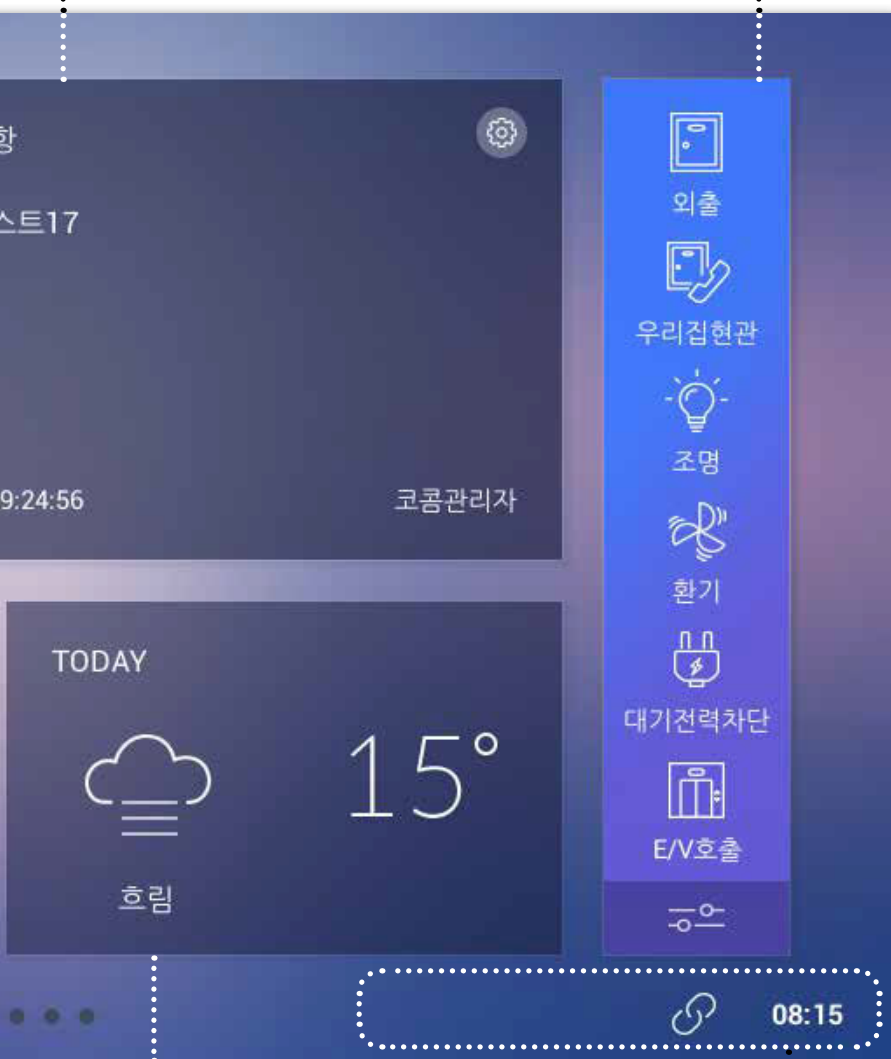 항
스트17
9:24:56
코콤관리자
TODAY
15°
흐림
외출
우리집현관
조명
환기
대기전력차단
E/V호출
08:15